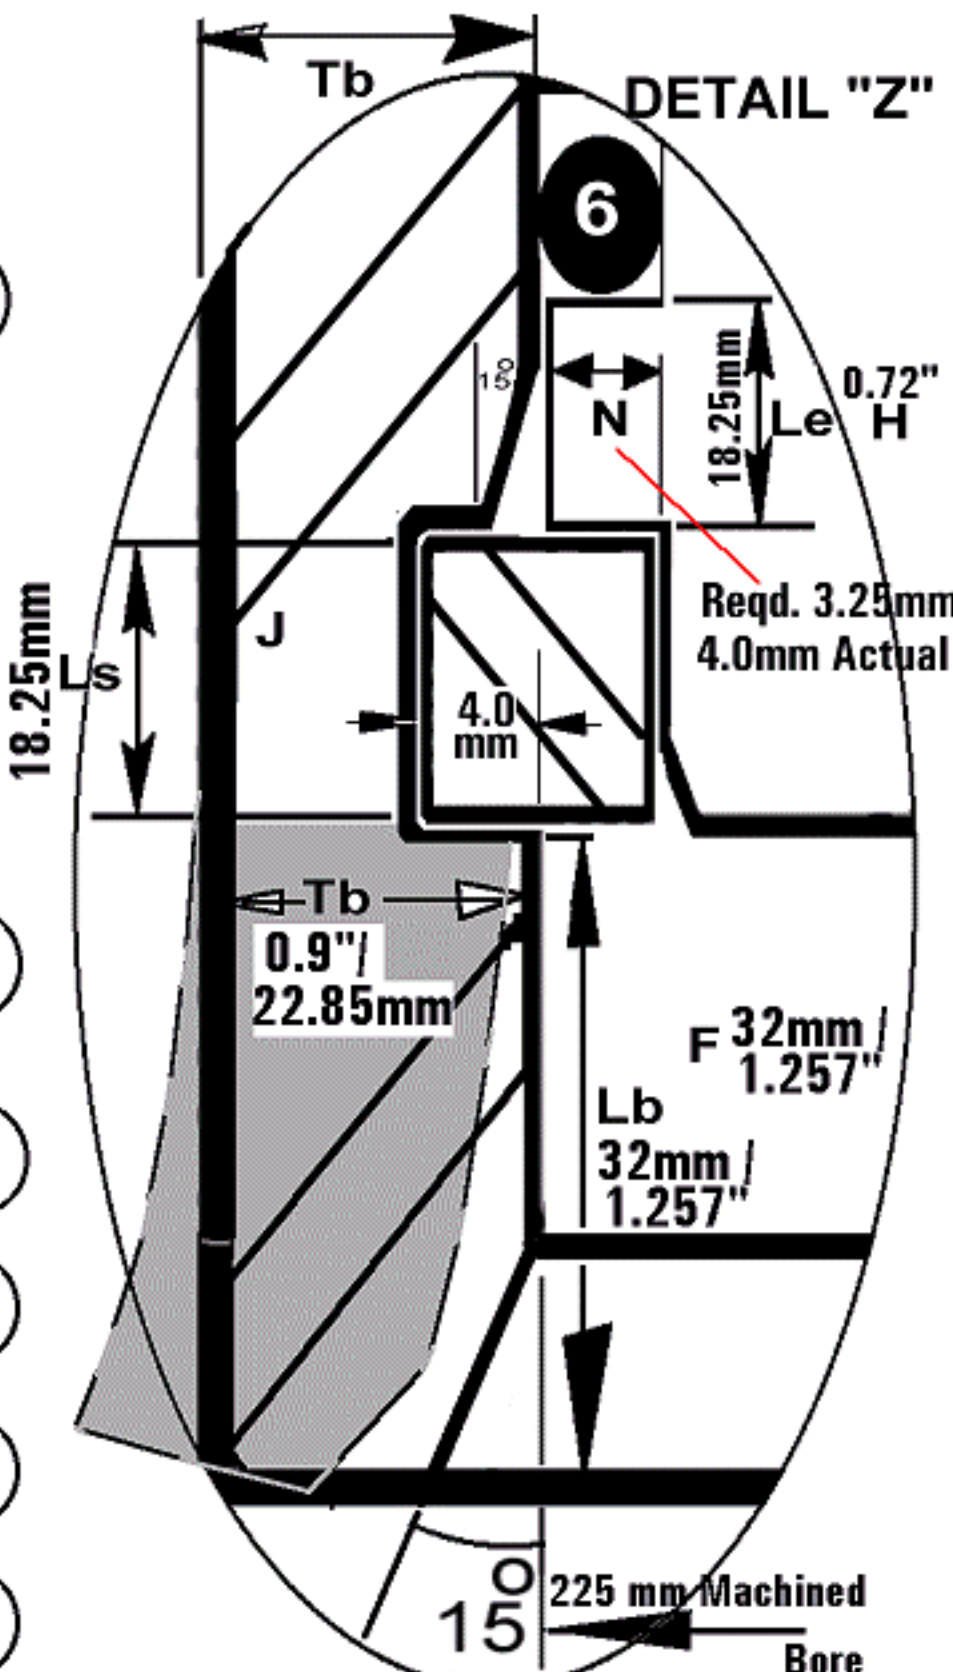 Tb
DETAIL "Z"
6
15°
N
18.25mm
Le
0.72"
H
Reqd. 3.25mm
4.0mm Actual
18.25mm
Ls
J
4.0
mm
Tb
0.9"/
22.85mm
F 32mm /
1.257"
Lb
32mm /
1.257"
15°
225 mm Machined
Bore